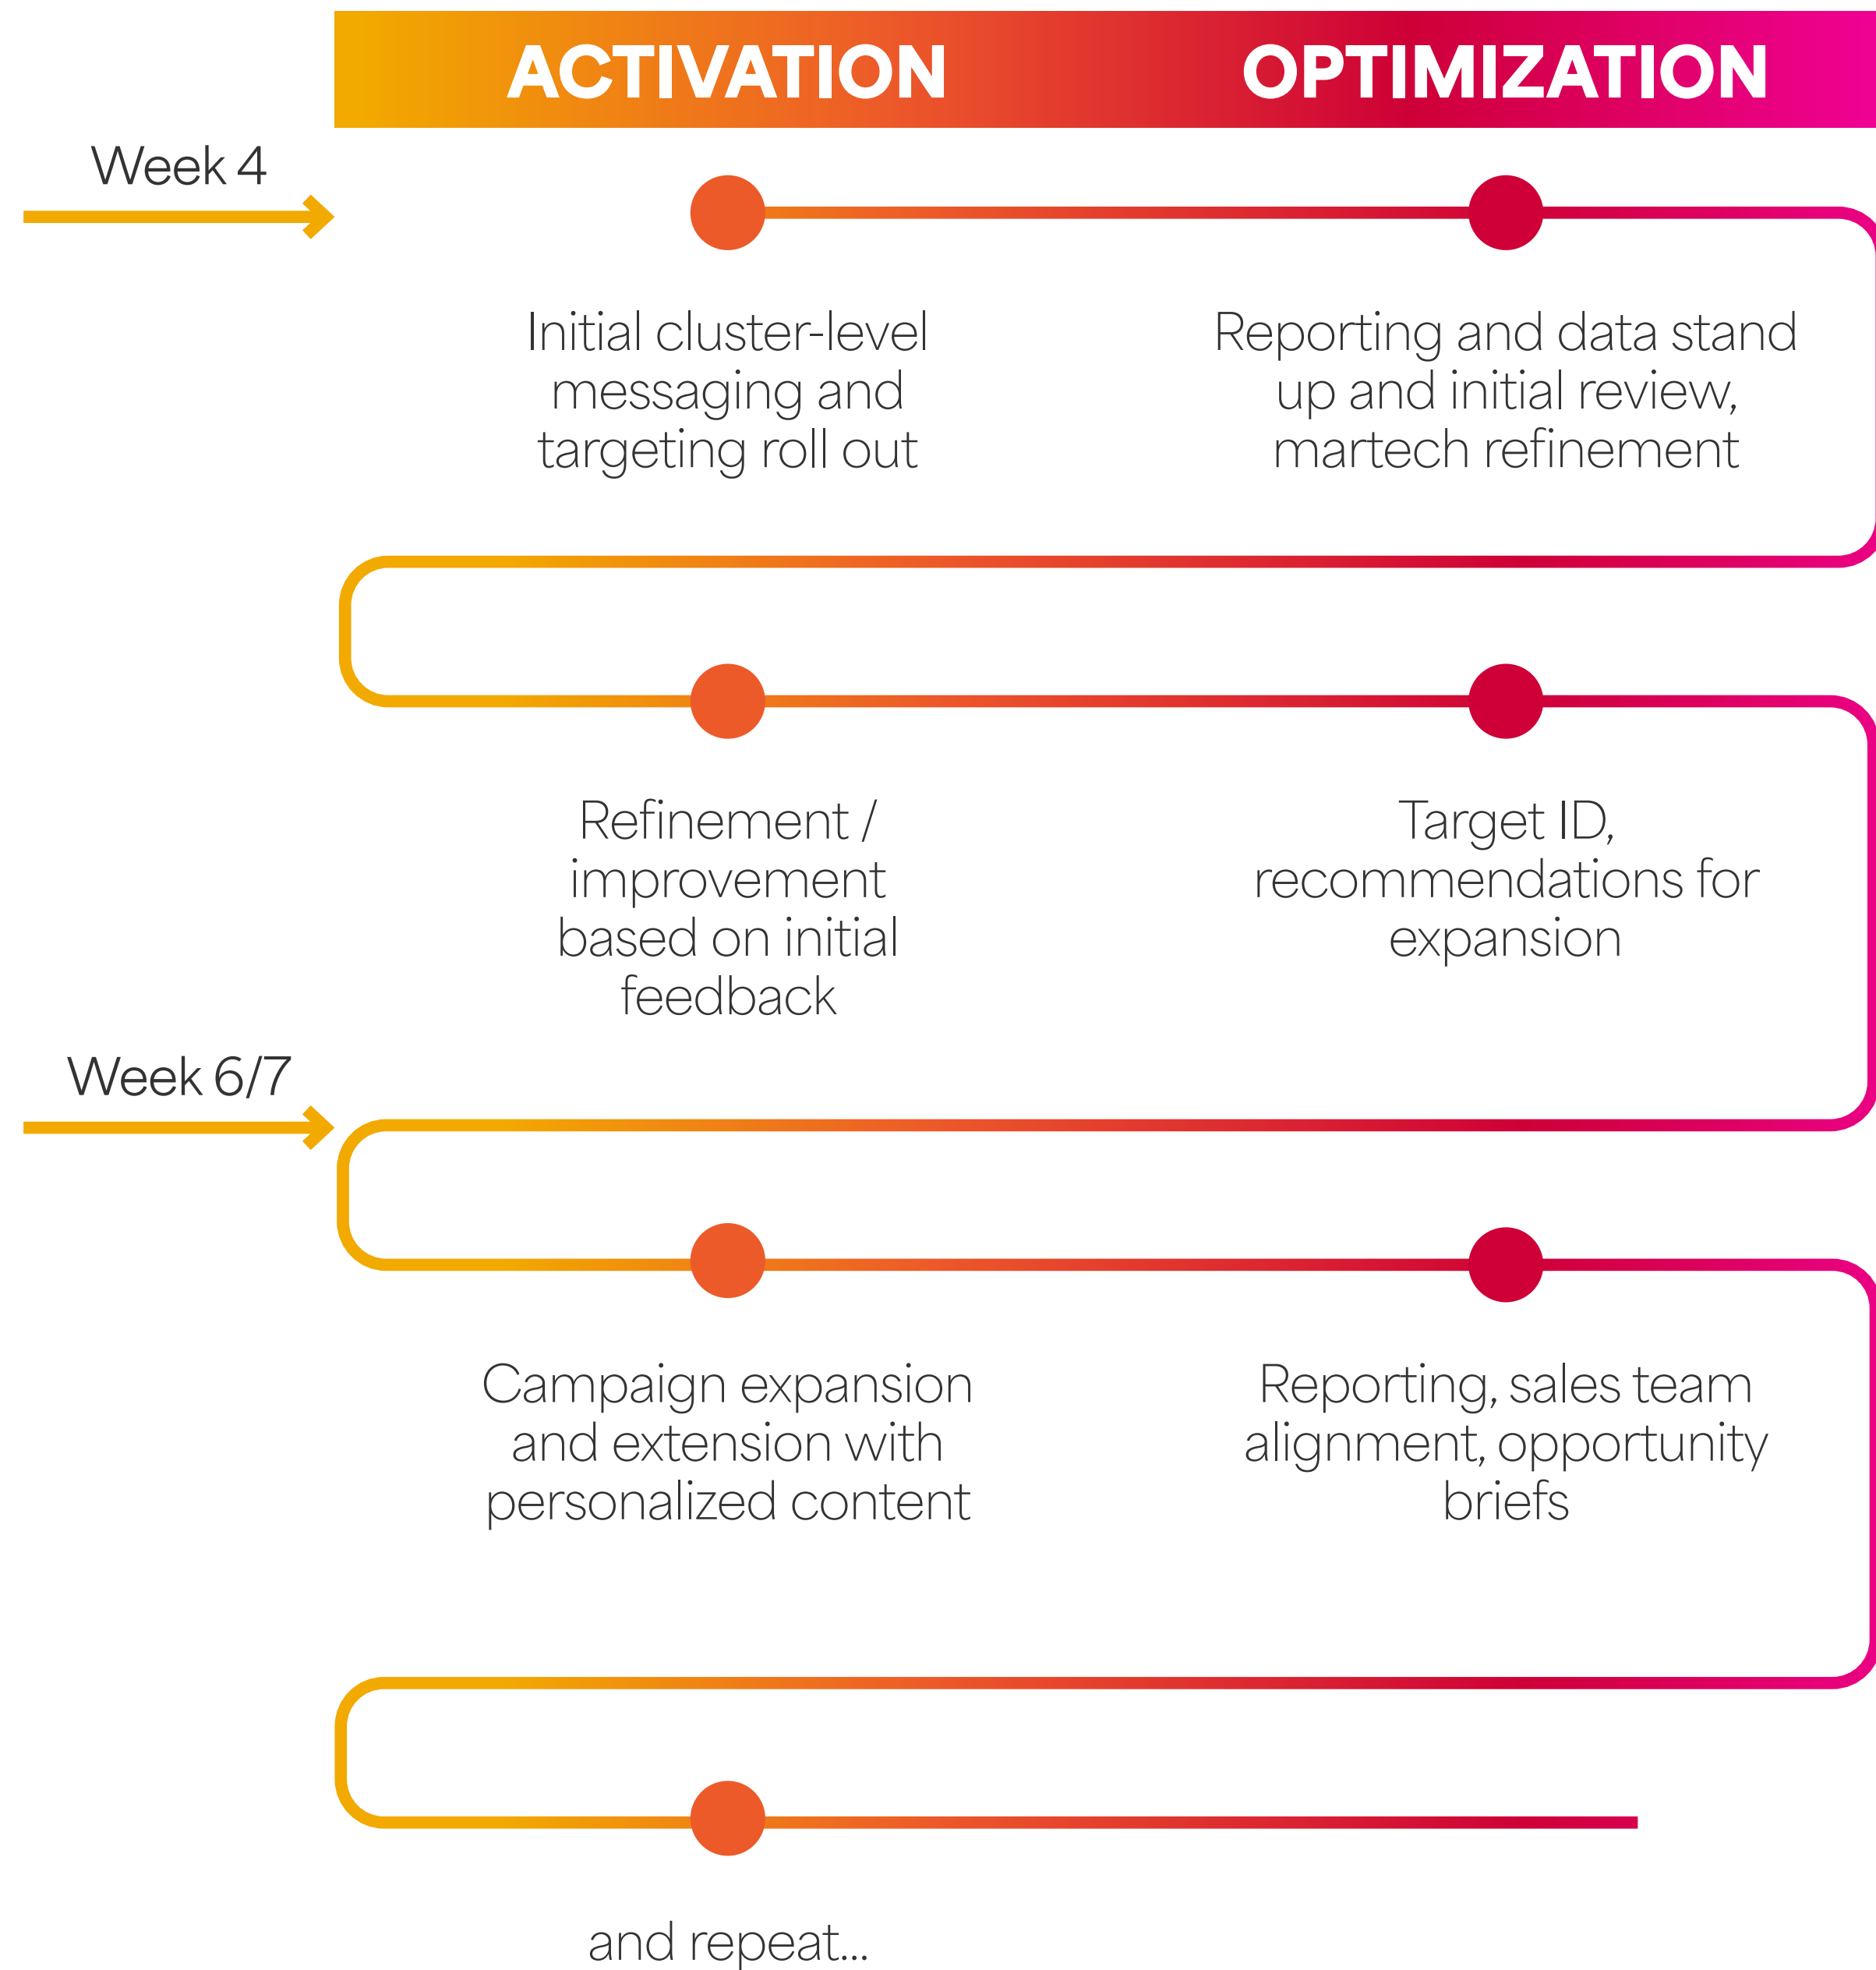 ACTIVATION
OPTIMIZATION
Week 4
Initial cluster-level
messaging and
targeting roll out
Reporting and data stand
up and initial review,
martech refinement
Refinement /
improvement
based on initial
feedback
Target ID,
recommendations for
expansion
Week 6/7
Campaign expansion
and extension with
personalized content
Reporting, sales team
alignment, opportunity
briefs
and repeat...